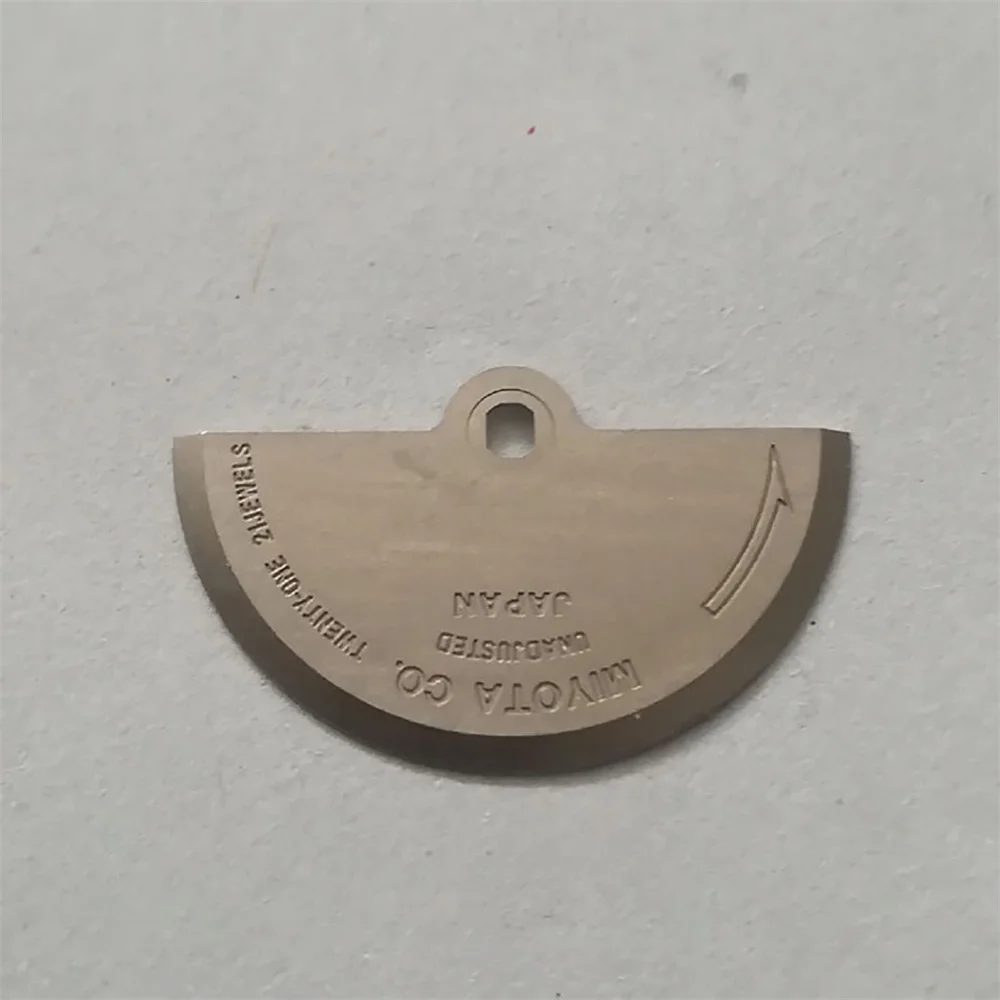 MIYOTA CO.
UNADJUSTED
JAPAN
TWENTY-ONE 21JEWELS